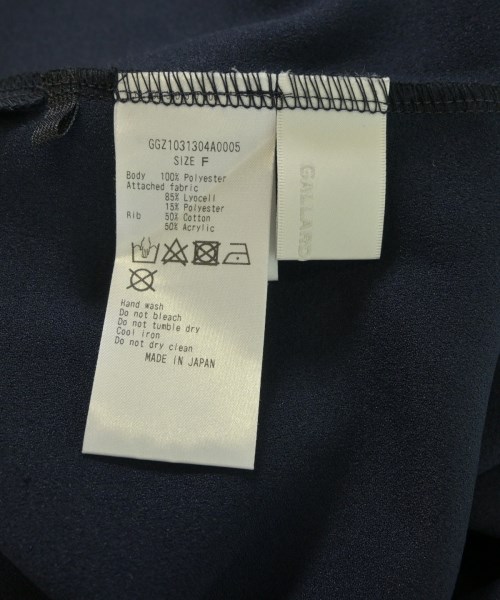 GGZ1031304A0005
SIZE F
Body 100% Polyester
Attached fabric
85% Lyocell
15% Polyester
Rib 50% Cotton
50% Acrylic
Hand wash
Do not bleach
Do not tumble dry
Cool iron
Do not dry clean
MADE IN JAPAN
GALLARD